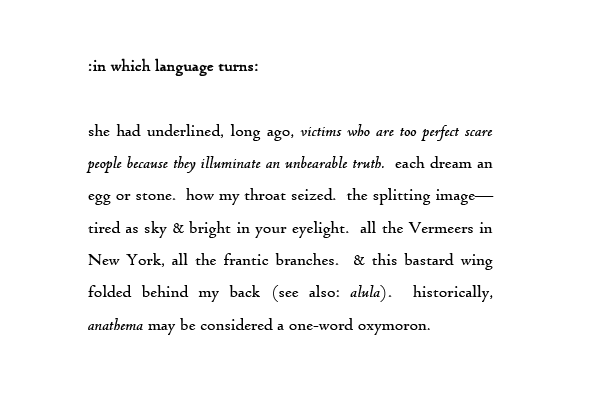 :in which language turns:
she had underlined, long ago, victims who are too perfect scare
people because they illuminate an unbearable truth.  each dream an
egg or stone.  how my throat seized.  the splitting image—
tired as sky & bright in your eyelight.  all the Vermeers in
New York, all the frantic branches.  & this bastard wing
folded behind my back (see also: alula).  historically,
anathema may be considered a one-word oxymoron.